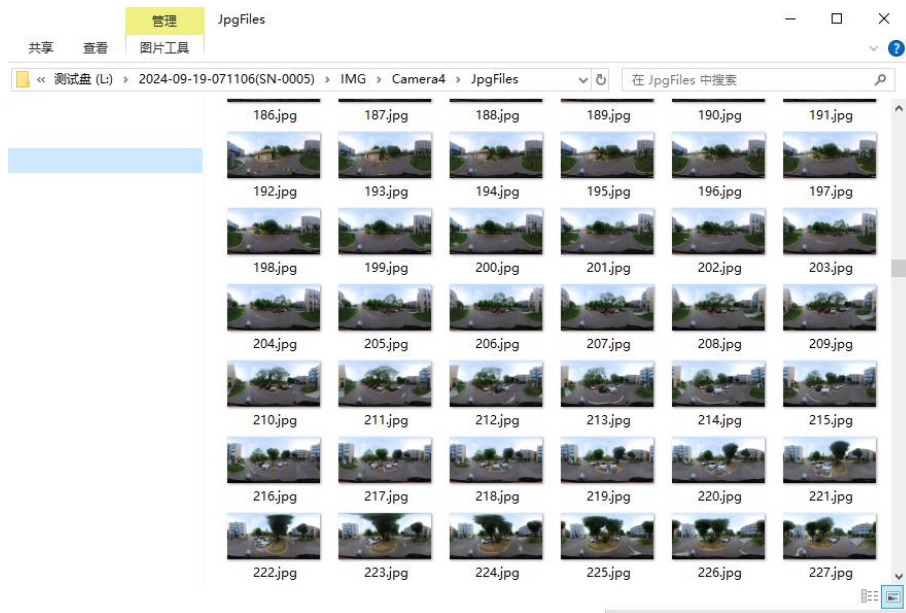 管理 JpgFiles
共享 查看 图片工具
« 测试盘 (L:) › 2024-09-19-071106(SN-0005) › IMG › Camera4 › JpgFiles 在 JpgFiles 中搜索
186.jpg 187.jpg 188.jpg 189.jpg 190.jpg 191.jpg
192.jpg 193.jpg 194.jpg 195.jpg 196.jpg 197.jpg
198.jpg 199.jpg 200.jpg 201.jpg 202.jpg 203.jpg
204.jpg 205.jpg 206.jpg 207.jpg 208.jpg 209.jpg
210.jpg 211.jpg 212.jpg 213.jpg 214.jpg 215.jpg
216.jpg 217.jpg 218.jpg 219.jpg 220.jpg 221.jpg
222.jpg 223.jpg 224.jpg 225.jpg 226.jpg 227.jpg